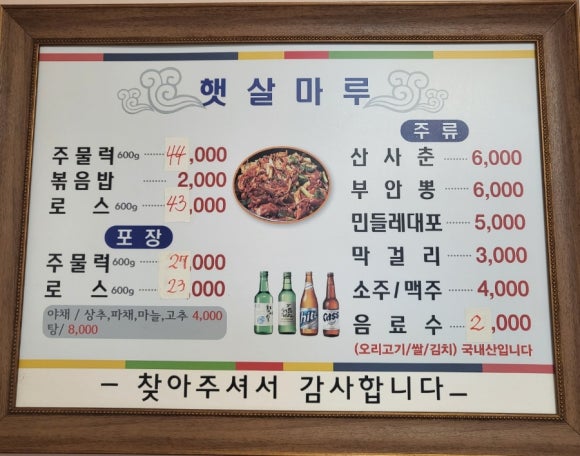 햇살마루
주물럭 600g ······ 44,000
볶음밥 ······ 2,000
로스 600g ······ 43,000
포장
주물럭 600g ······ 29,000
로스 600g ······ 23,000
야채 / 상추,파채,마늘,고추 4,000
탕/ 8,000
주류
산사춘 ······ 6,000
부안뽕 ······ 6,000
민들레대포 ······ 5,000
막걸리 ······ 3,000
소주/맥주 ······ 4,000
음료수 ······ 2,000
(오리고기/쌀/김치) 국내산입니다
hite
Cass
– 찾아주셔서 감사합니다 –